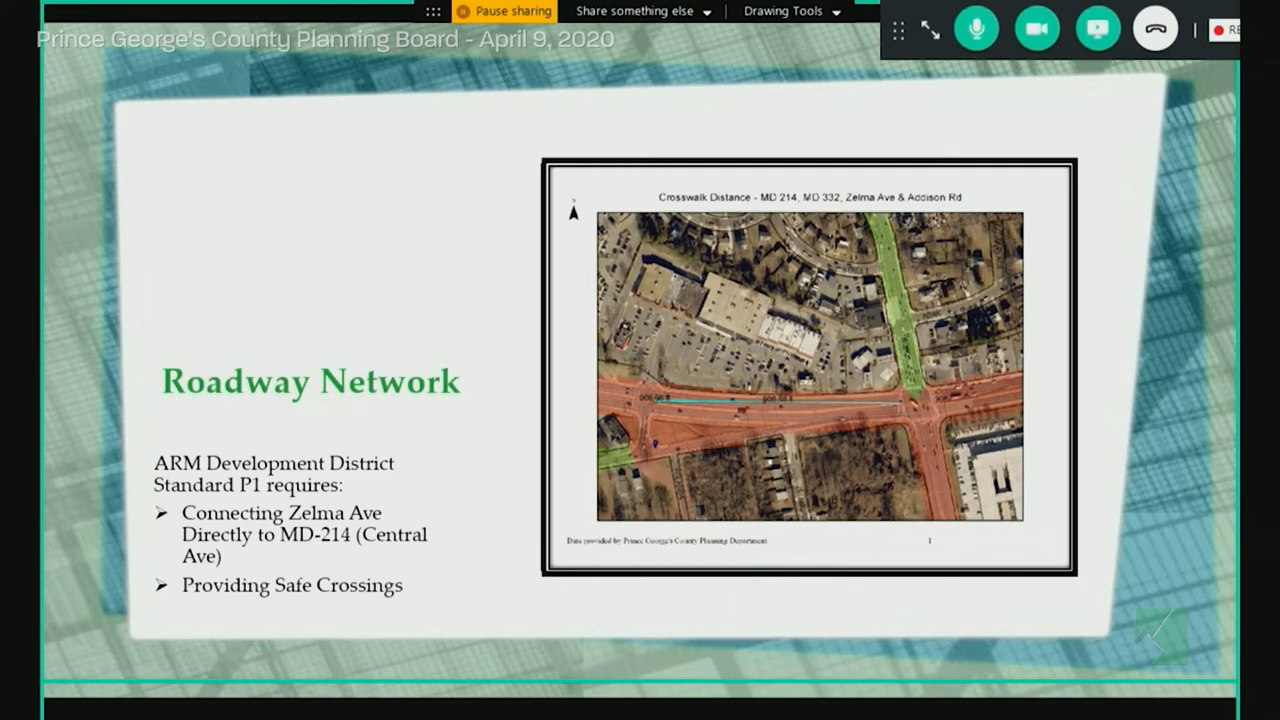 Pause sharing
Share something else
Drawing Tools
Prince George's County Planning Board - April 9, 2020
Crosswalk Distance - MD 214, MD 332, Zelma Ave & Addison Rd
Roadway Network
ARM Development District
Standard P1 requires:
Connecting Zelma Ave
Directly to MD-214 (Central
Ave)
Providing Safe Crossings
Data provided by Prince George's County Planning Department
1